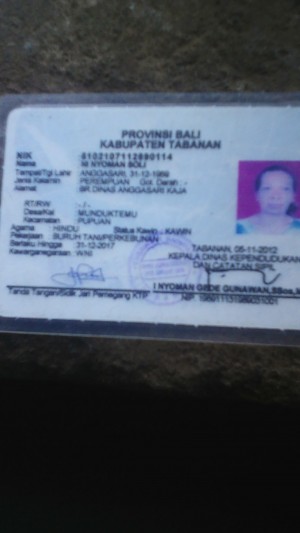 PROVINSI BALI
KABUPATEN TABANAN
NIK : 5102107112690114
Nama : NI NYOMAN SOLI
Tempat/Tgl Lahir : ANGGASARI, 31-12-1969
Jenis Kelamin : PEREMPUAN Gol. Darah : -
Alamat : BR.DINAS ANGGASARI KAJA
RT/RW : - / -
Desa/Kel : MUNDUKTEMU
Kecamatan : PUPUAN
Agama : HINDU Status Kawin : KAWIN
Pekerjaan : BURUH TANI/PERKEBUNAN
Berlaku Hingga : 31-12-2017
Kewarganegaraan : WNI
TABANAN, 05-11-2012
KEPALA DINAS KEPENDUDUKAN
DAN CATATAN SIPIL
Tanda Tangan/Sidik Jari Pemegang KTP
I NYOMAN GEDE GUNAWAN,SSos,
NIP.